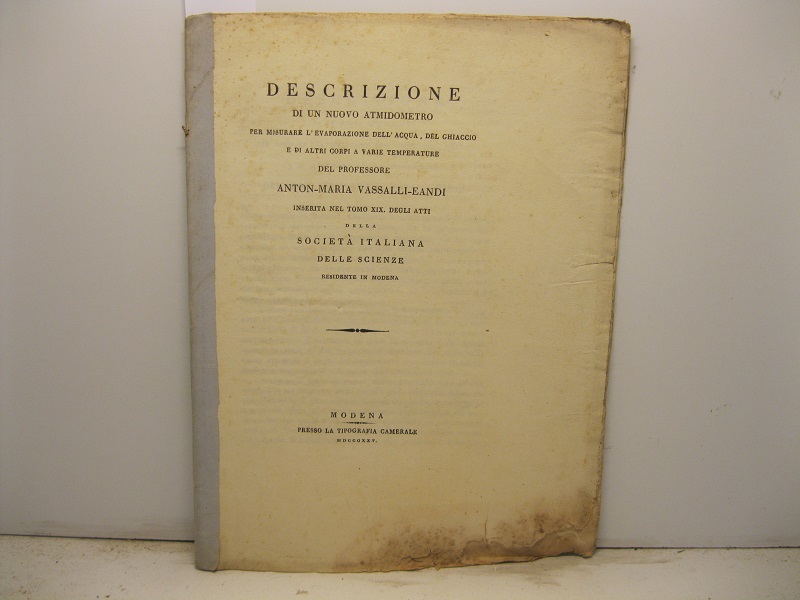 DESCRIZIONE
DI UN NUOVO ATMIDOMETRO
PER MISURARE L'EVAPORAZIONE DELL'ACQUA, DEL GHIACCIO
E DI ALTRI CORPI A VARIE TEMPERATURE
DEL PROFESSORE
ANTON-MARIA VASSALLI-EANDI
INSERITA NEL TOMO XIX. DEGLI ATTI
DELLA
SOCIETÀ ITALIANA
DELLE SCIENZE
RESIDENTE IN MODENA
MODENA
PRESSO LA TIPOGRAFIA CAMERALE
MDCCCXXV.